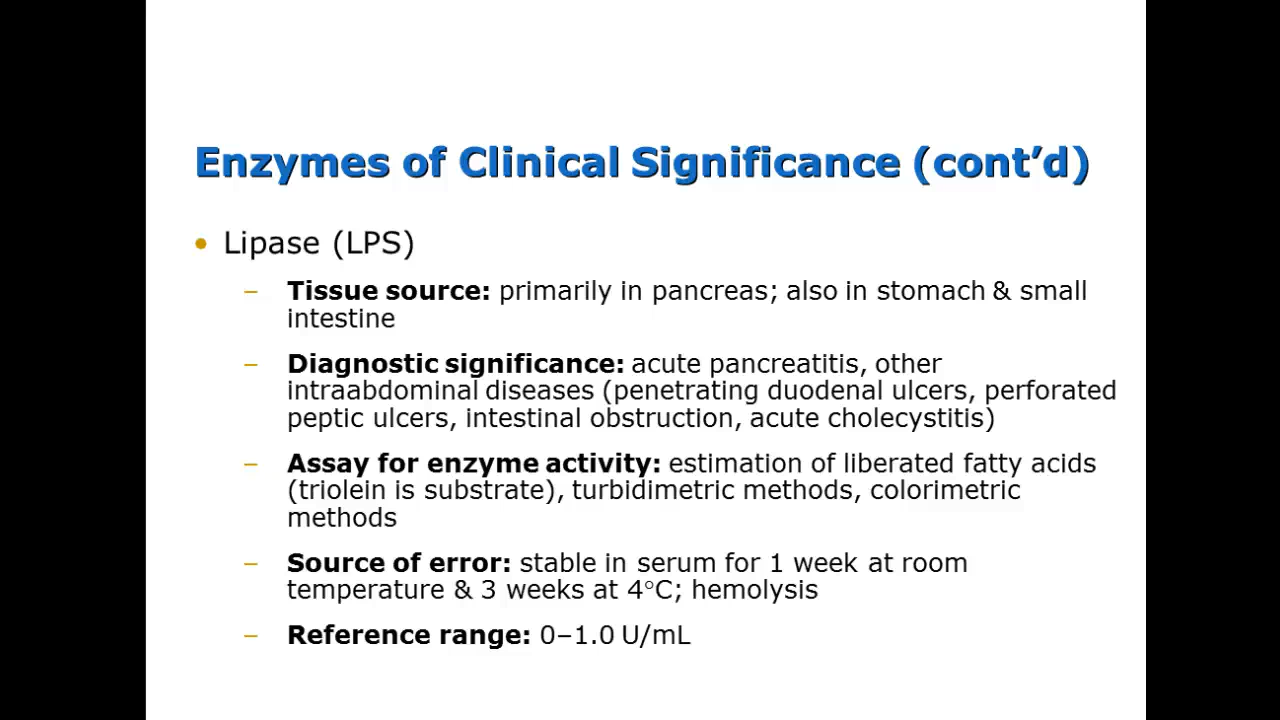 Enzymes of Clinical Significance (cont’d)
• Lipase (LPS)
– Tissue source: primarily in pancreas; also in stomach & small
intestine
– Diagnostic significance: acute pancreatitis, other
intraabdominal diseases (penetrating duodenal ulcers, perforated
peptic ulcers, intestinal obstruction, acute cholecystitis)
– Assay for enzyme activity: estimation of liberated fatty acids
(triolein is substrate), turbidimetric methods, colorimetric
methods
– Source of error: stable in serum for 1 week at room
temperature & 3 weeks at 4°C; hemolysis
– Reference range: 0–1.0 U/mL